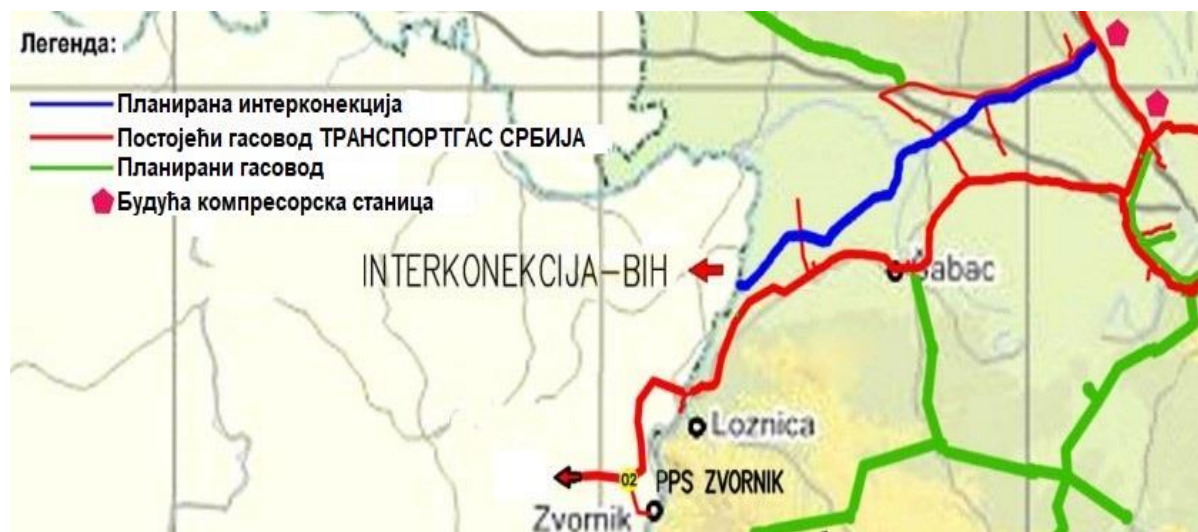 Легенда:
Планирана интерконекција
Постојећи гасовод ТРАНСПОРТГАС СРБИЈА
Планирани гасовод
Будућа компресорска станица
INTERKONEKCIJA-BIH
Šabac
Loznica
02 PPS ZVORNIK
Zvornik